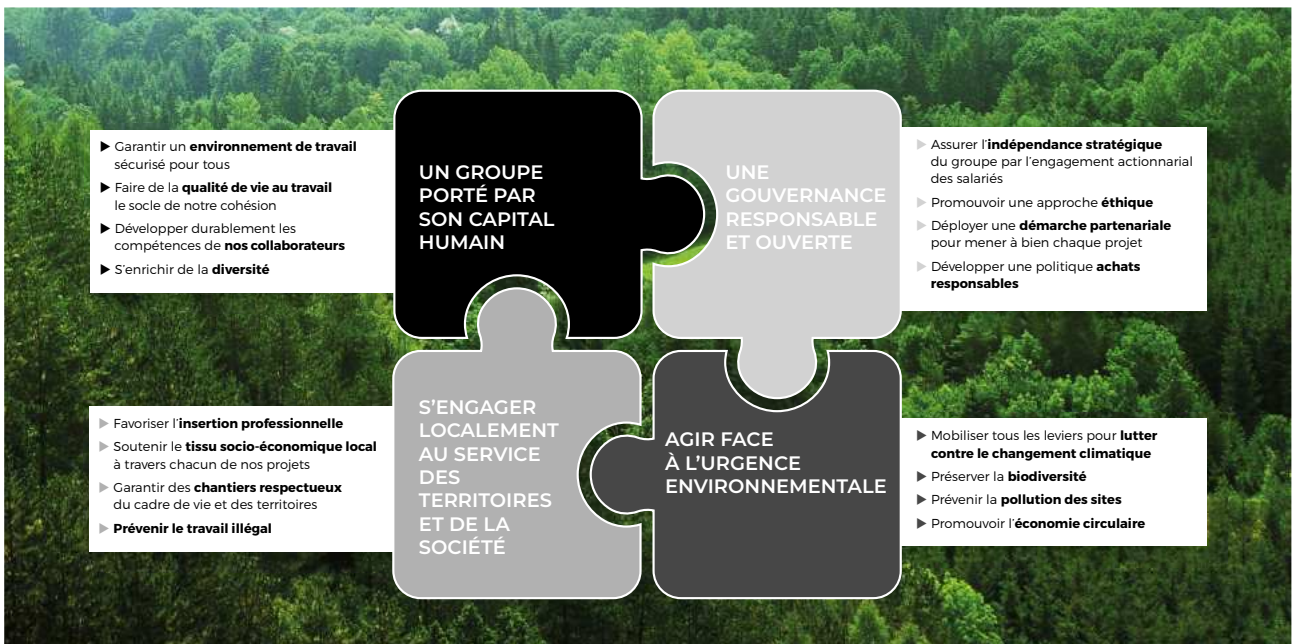 ▶ Garantir un environnement de travail
sécurisé pour tous
▶ Faire de la qualité de vie au travail
le socle de notre cohésion
▶ Développer durablement les
compétences de nos collaborateurs
▶ S'enrichir de la diversité
UN GROUPE
PORTÉ PAR
SON CAPITAL
HUMAIN
UNE
GOUVERNANCE
RESPONSABLE
ET OUVERTE
▶ Assurer l'indépendance stratégique
du groupe par l'engagement actionnarial
des salariés
▶ Promouvoir une approche éthique
▶ Déployer une démarche partenariale
pour mener à bien chaque projet
▶ Développer une politique achats
responsables
▶ Favoriser l'insertion professionnelle
▶ Soutenir le tissu socio-économique local
à travers chacun de nos projets
▶ Garantir des chantiers respectueux
du cadre de vie et des territoires
▶ Prévenir le travail illégal
S'ENGAGER
LOCALEMENT
AU SERVICE
DES
TERRITOIRES
ET DE LA
SOCIÉTÉ
AGIR FACE
À L'URGENCE
ENVIRONNEMENTALE
▶ Mobiliser tous les leviers pour lutter
contre le changement climatique
▶ Préserver la biodiversité
▶ Prévenir la pollution des sites
▶ Promouvoir l'économie circulaire